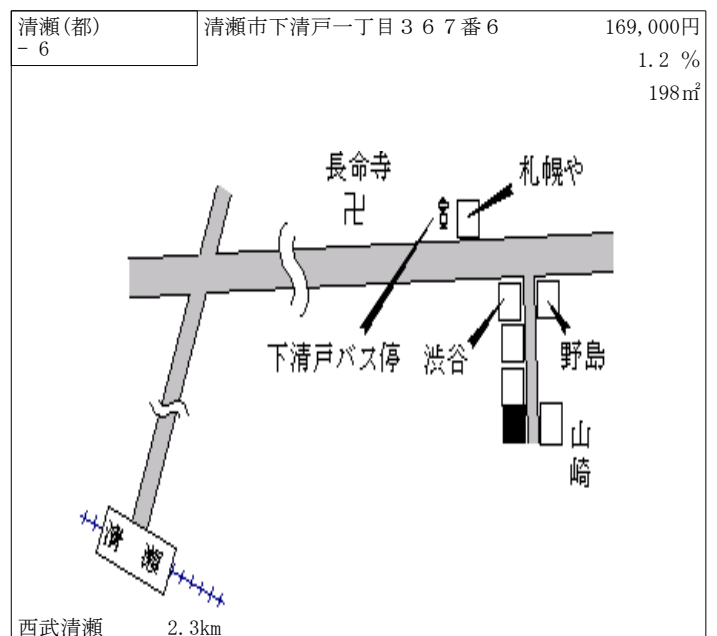 清瀬(都)
- 6
清瀬市下清戸一丁目３６７番６
169,000円
1.2 %
198㎡
長命寺
卍
札幌や
下清戸バス停
渋谷
野島
山崎
清瀬
西武清瀬 2.3km